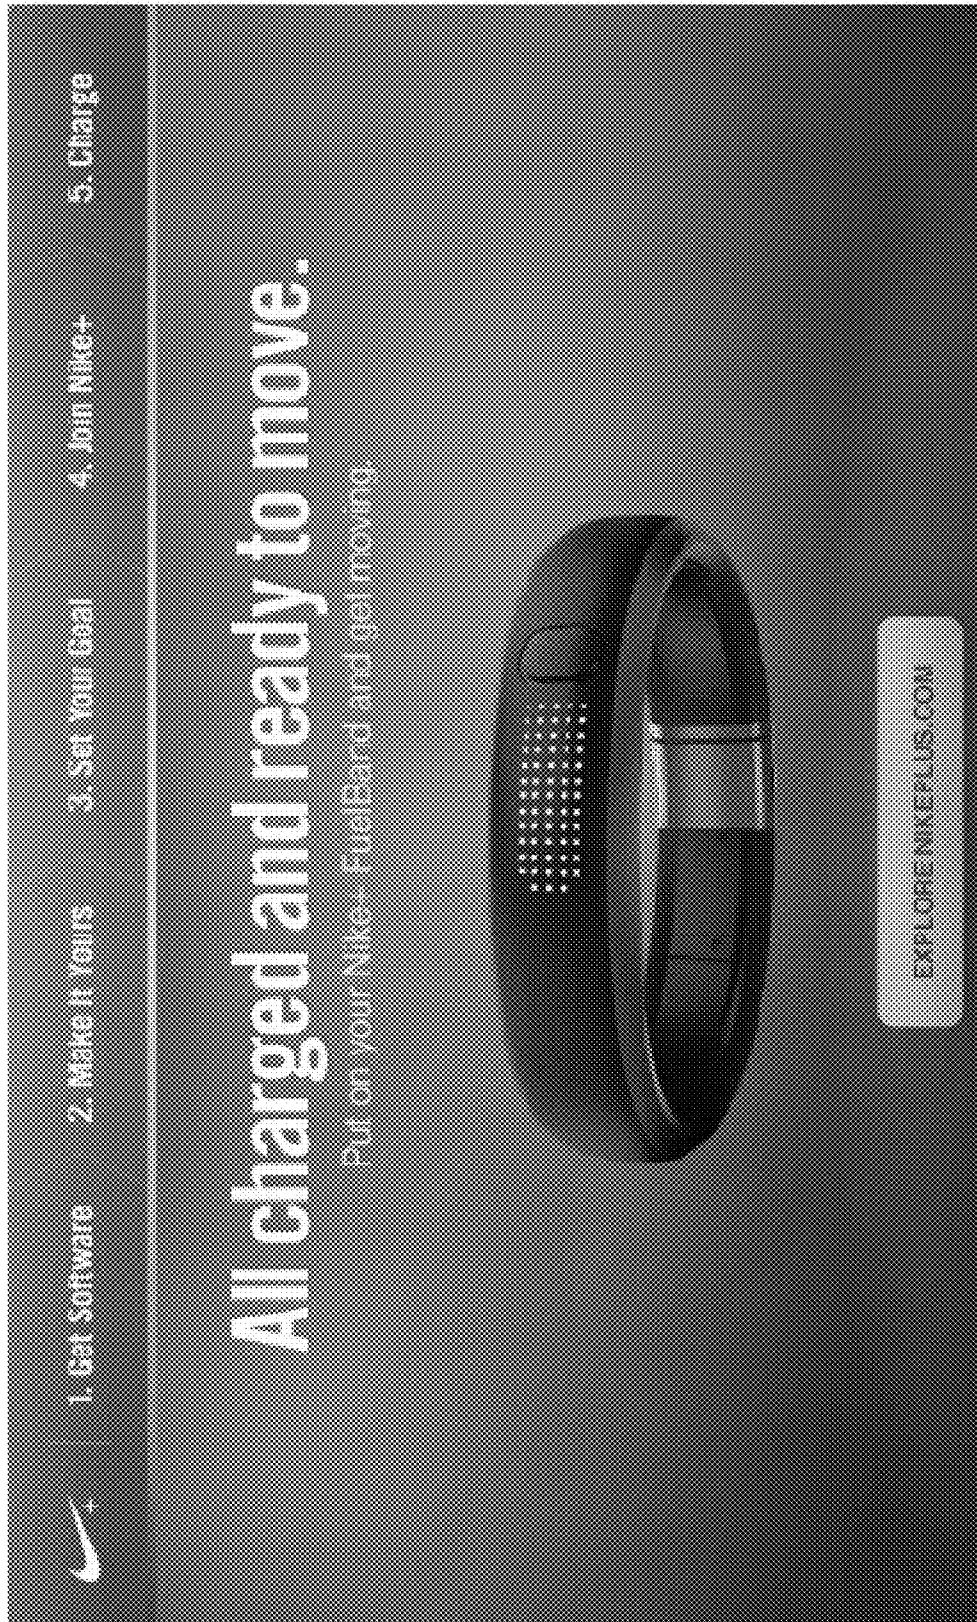 1. Get Software 2. Make It Yours 3. Set Your Goal 4. Join Nike+ 5. Charge
All charged and ready to move.
Put on your Nike+ FuelBand and get moving.
EXPLORENIKEPLUS.COM